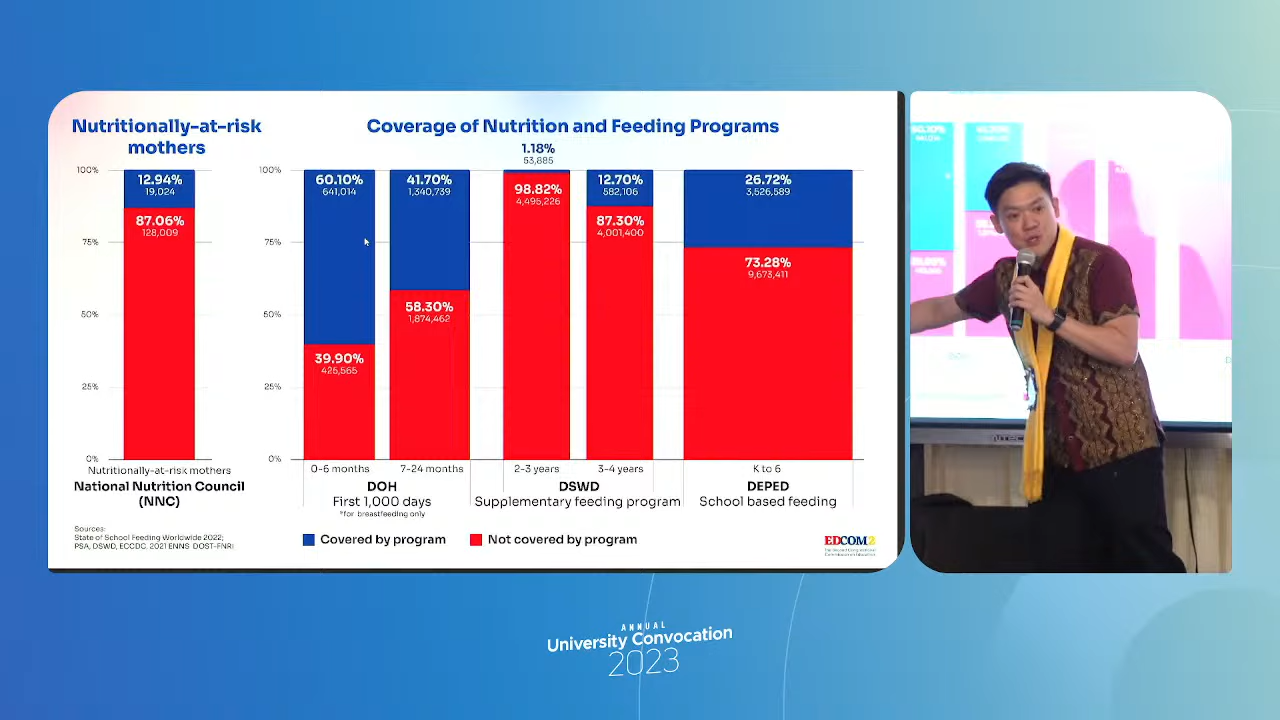 Nutritionally-at-risk
mothers
100%
12.94%
19,024
87.06%
128,009
75%
50%
25%
0%
Nutritionally-at-risk mothers
National Nutrition Council
(NNC)
Coverage of Nutrition and Feeding Programs
100%
75%
50%
25%
0%
60.10%
641,014
39.90%
425,565
0-6 months
41.70%
1,340,739
58.30%
1,874,462
7-24 months
DOH
First 1,000 days
*for breastfeeding only
1.18%
53,885
98.82%
4,495,226
2-3 years
12.70%
582,106
87.30%
4,001,400
3-4 years
DSWD
Supplementary feeding program
26.72%
3,526,589
73.28%
9,673,411
K to 6
DEPED
School based feeding
Sources:
State of School Feeding Worldwide 2022;
PSA, DSWD, ECCDC. 2021 ENNS DOST-FNRI
Covered by program
Not covered by program
EDCOM2
NTEC
ANNUAL
University Convocation
2023